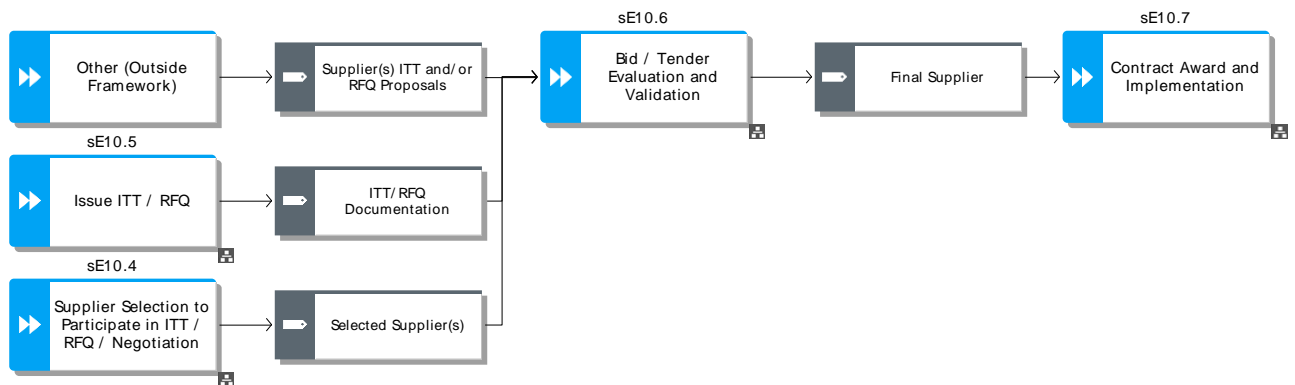 sE10.6
sE10.7
Other (Outside
Framework)
Supplier(s) ITT and/or
RFQ Proposals
Bid / Tender
Evaluation and
Validation
Final Supplier
Contract Award and
Implementation
sE10.5
Issue ITT / RFQ
ITT/RFQ
Documentation
sE10.4
Supplier Selection to
Participate in ITT /
RFQ / Negotiation
Selected Supplier(s)